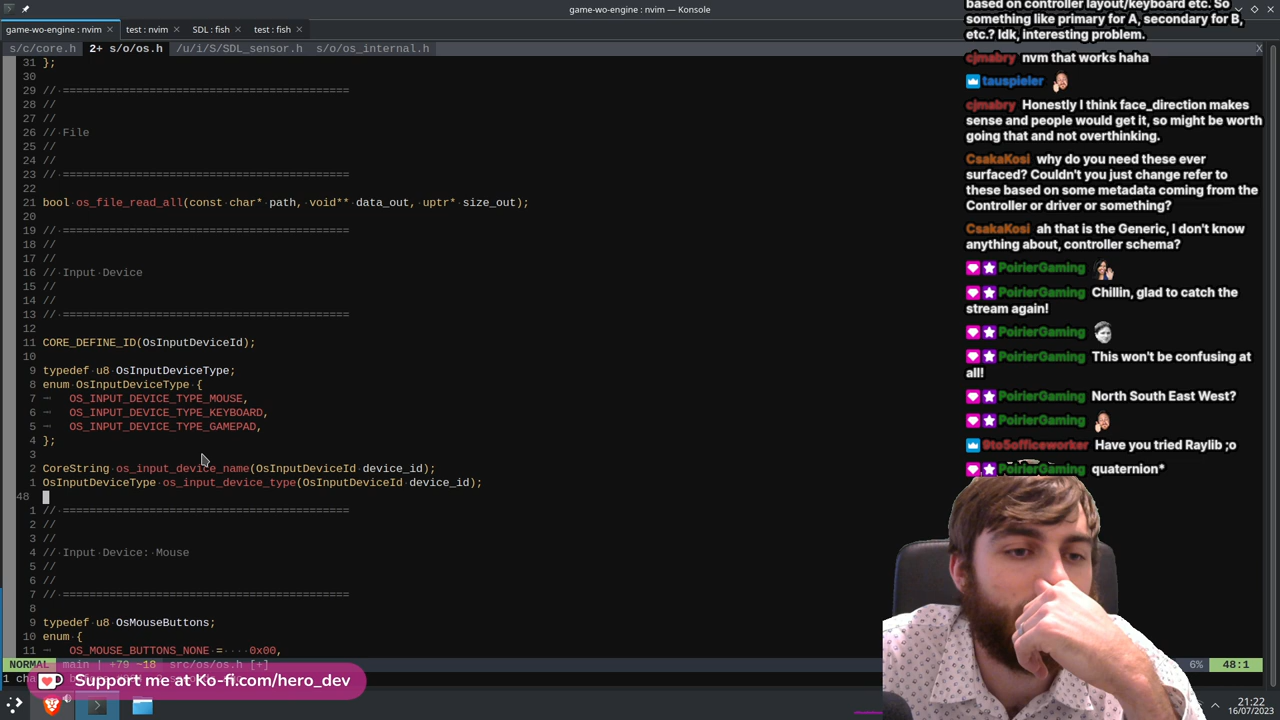 game-wo-engine : nvim — Konsole
game-wo-engine : nvim
test : nvim
SDL : fish
test : fish
s/c/core.h 2+ s/o/os.h /u/i/S/SDL_sensor.h s/o/os_internal.h X
31 };
30
29 // ===========================================
28 //
27 //
26 // File
25 //
24 //
23 // ===========================================
22
21 bool os_file_read_all(const char* path, void** data_out, uptr* size_out);
20
19 // ===========================================
18 //
17 //
16 // Input Device
15 //
14 //
13 // ===========================================
12
11 CORE_DEFINE_ID(OsInputDeviceId);
10
9 typedef u8 OsInputDeviceType;
8 enum OsInputDeviceType {
7 OS_INPUT_DEVICE_TYPE_MOUSE,
6 OS_INPUT_DEVICE_TYPE_KEYBOARD,
5 OS_INPUT_DEVICE_TYPE_GAMEPAD,
4 };
3
2 CoreString os_input_device_name(OsInputDeviceId device_id);
1 OsInputDeviceType os_input_device_type(OsInputDeviceId device_id);
48
1 // ===========================================
2 //
3 //
4 // Input Device: Mouse
5 //
6 //
7 // ===========================================
8
9 typedef u8 OsMouseButtons;
10 enum {
11 OS_MOUSE_BUTTONS_NONE = 0x00,
NORMAL main | +79 ~18 src/os/os.h [+] 6% 48:1
1 cha
Support me at Ko-fi.com/hero_dev
based on controller layout/keyboard etc. So
something like primary for A, secondary for B,
etc.? Idk, interesting problem.
cjmabry nvm that works haha
tauspieler
cjmabry Honestly I think face_direction makes
sense and people would get it, so might be worth
going that and not overthinking.
CsakaKosi why do you need these ever
surfaced? Couldn't you just change refer to
these based on some metadata coming from the
Controller or driver or something?
CsakaKosi ah that is the Generic, I don't know
anything about, controller schema?
PoirierGaming
PoirierGaming Chillin, glad to catch the
stream again!
PoirierGaming
PoirierGaming This won't be confusing at
all!
PoirierGaming North South East West?
PoirierGaming
9to5officeworker Have you tried Raylib ;o
PoirierGaming quaternion*
21:22
16/07/2023